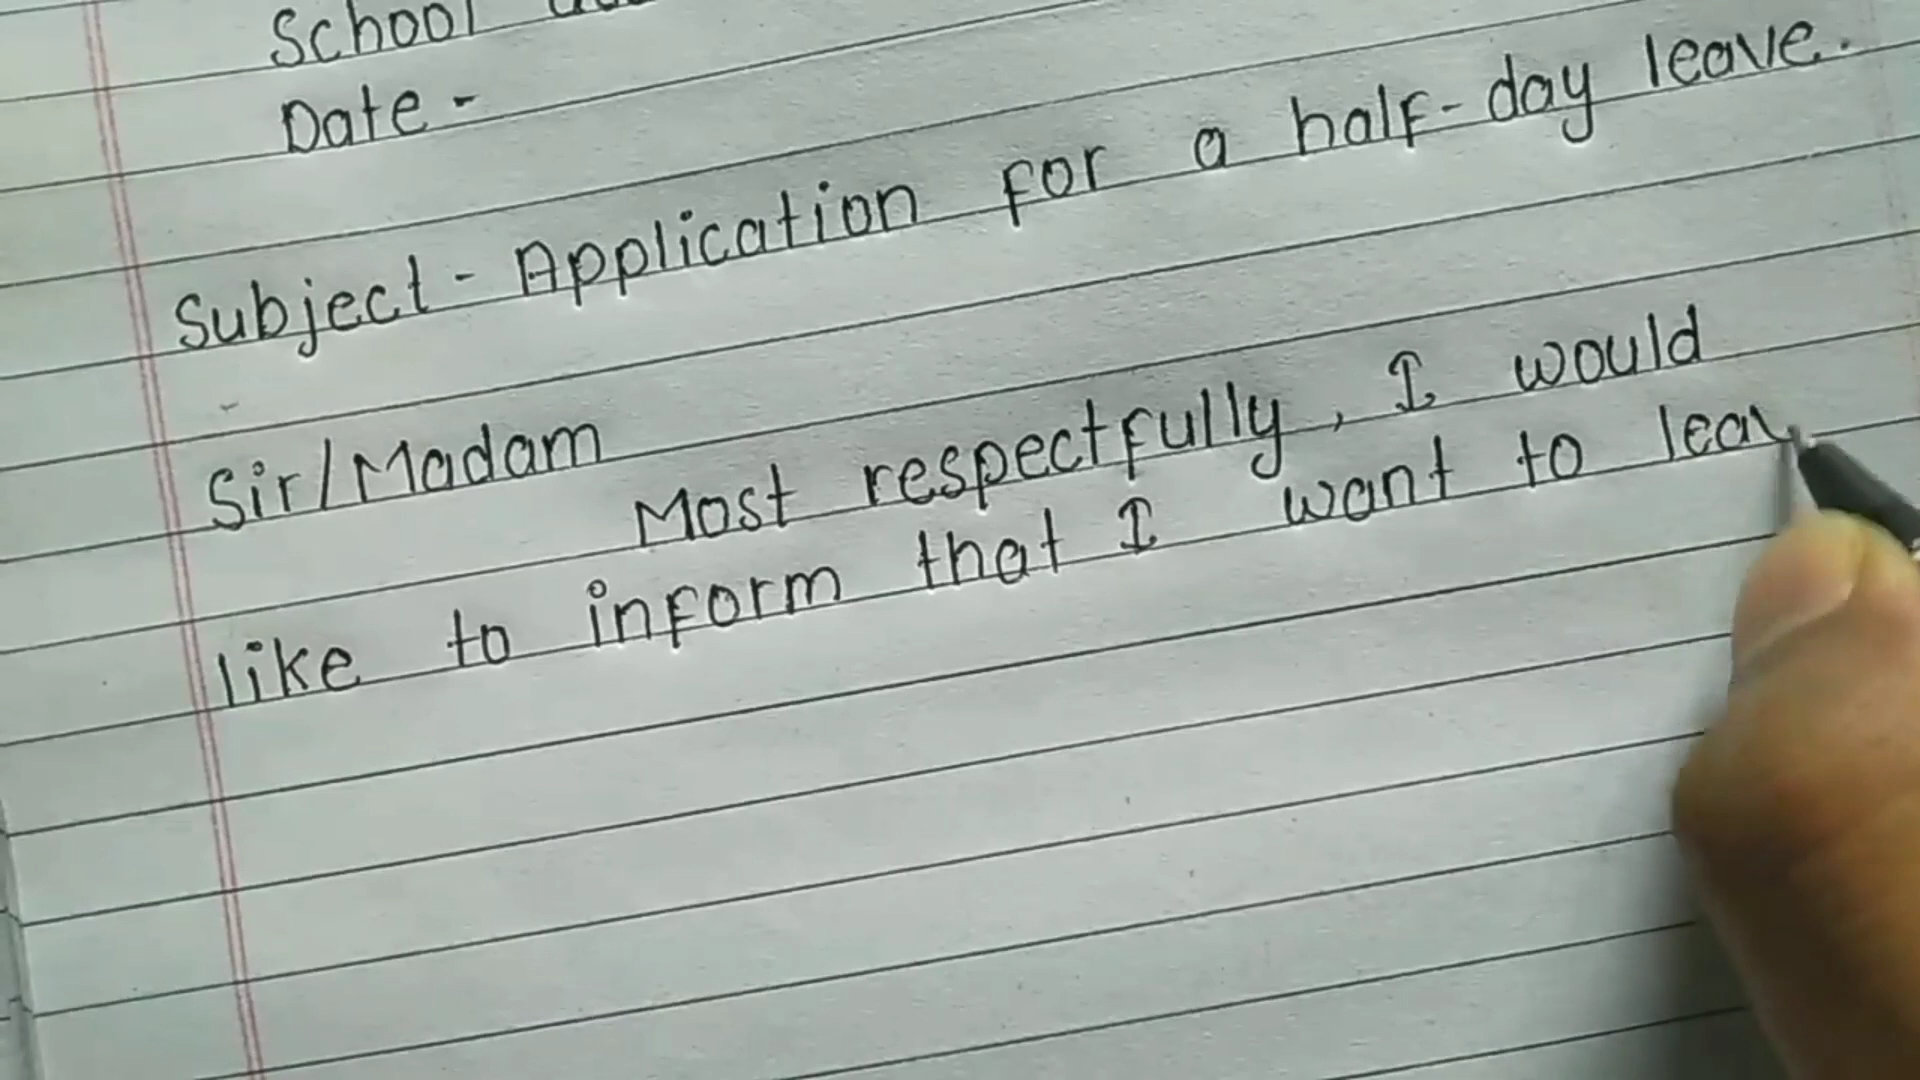 School
Date -
Subject - Application for a half-day leave.
Sir/Madam
Most respectfully, I would
like to inform that I want to leav